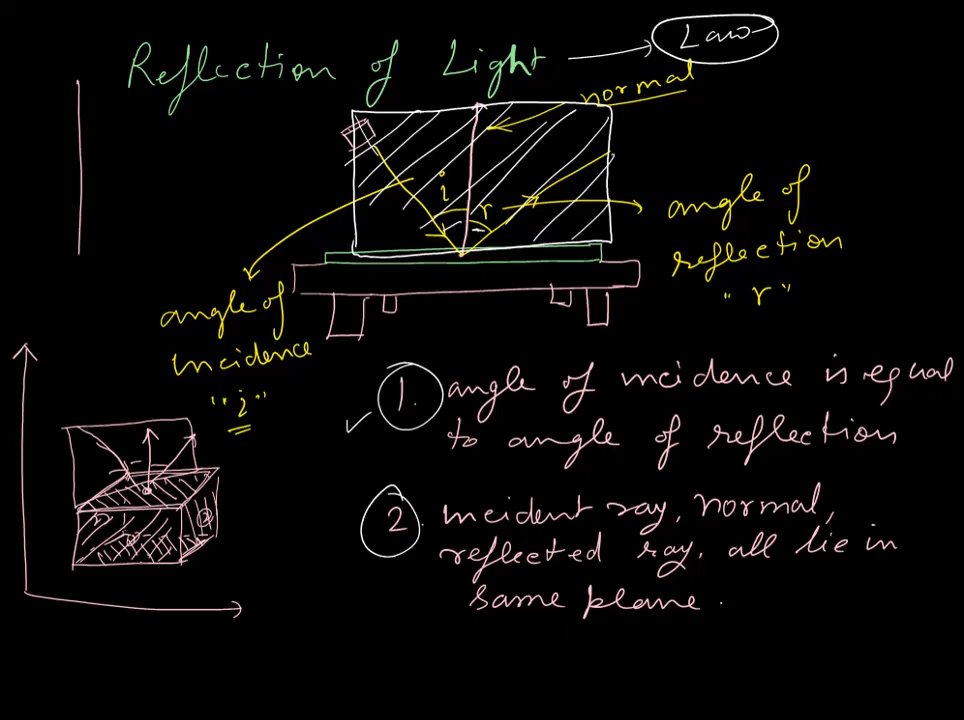 Reflection of Light
Law
normal
i
r
angle of
reflection
"r"
angle of
incidence
"i"
1. angle of incidence is equal
to angle of reflection
2. incident ray, normal,
reflected ray, all lie in
same plane.